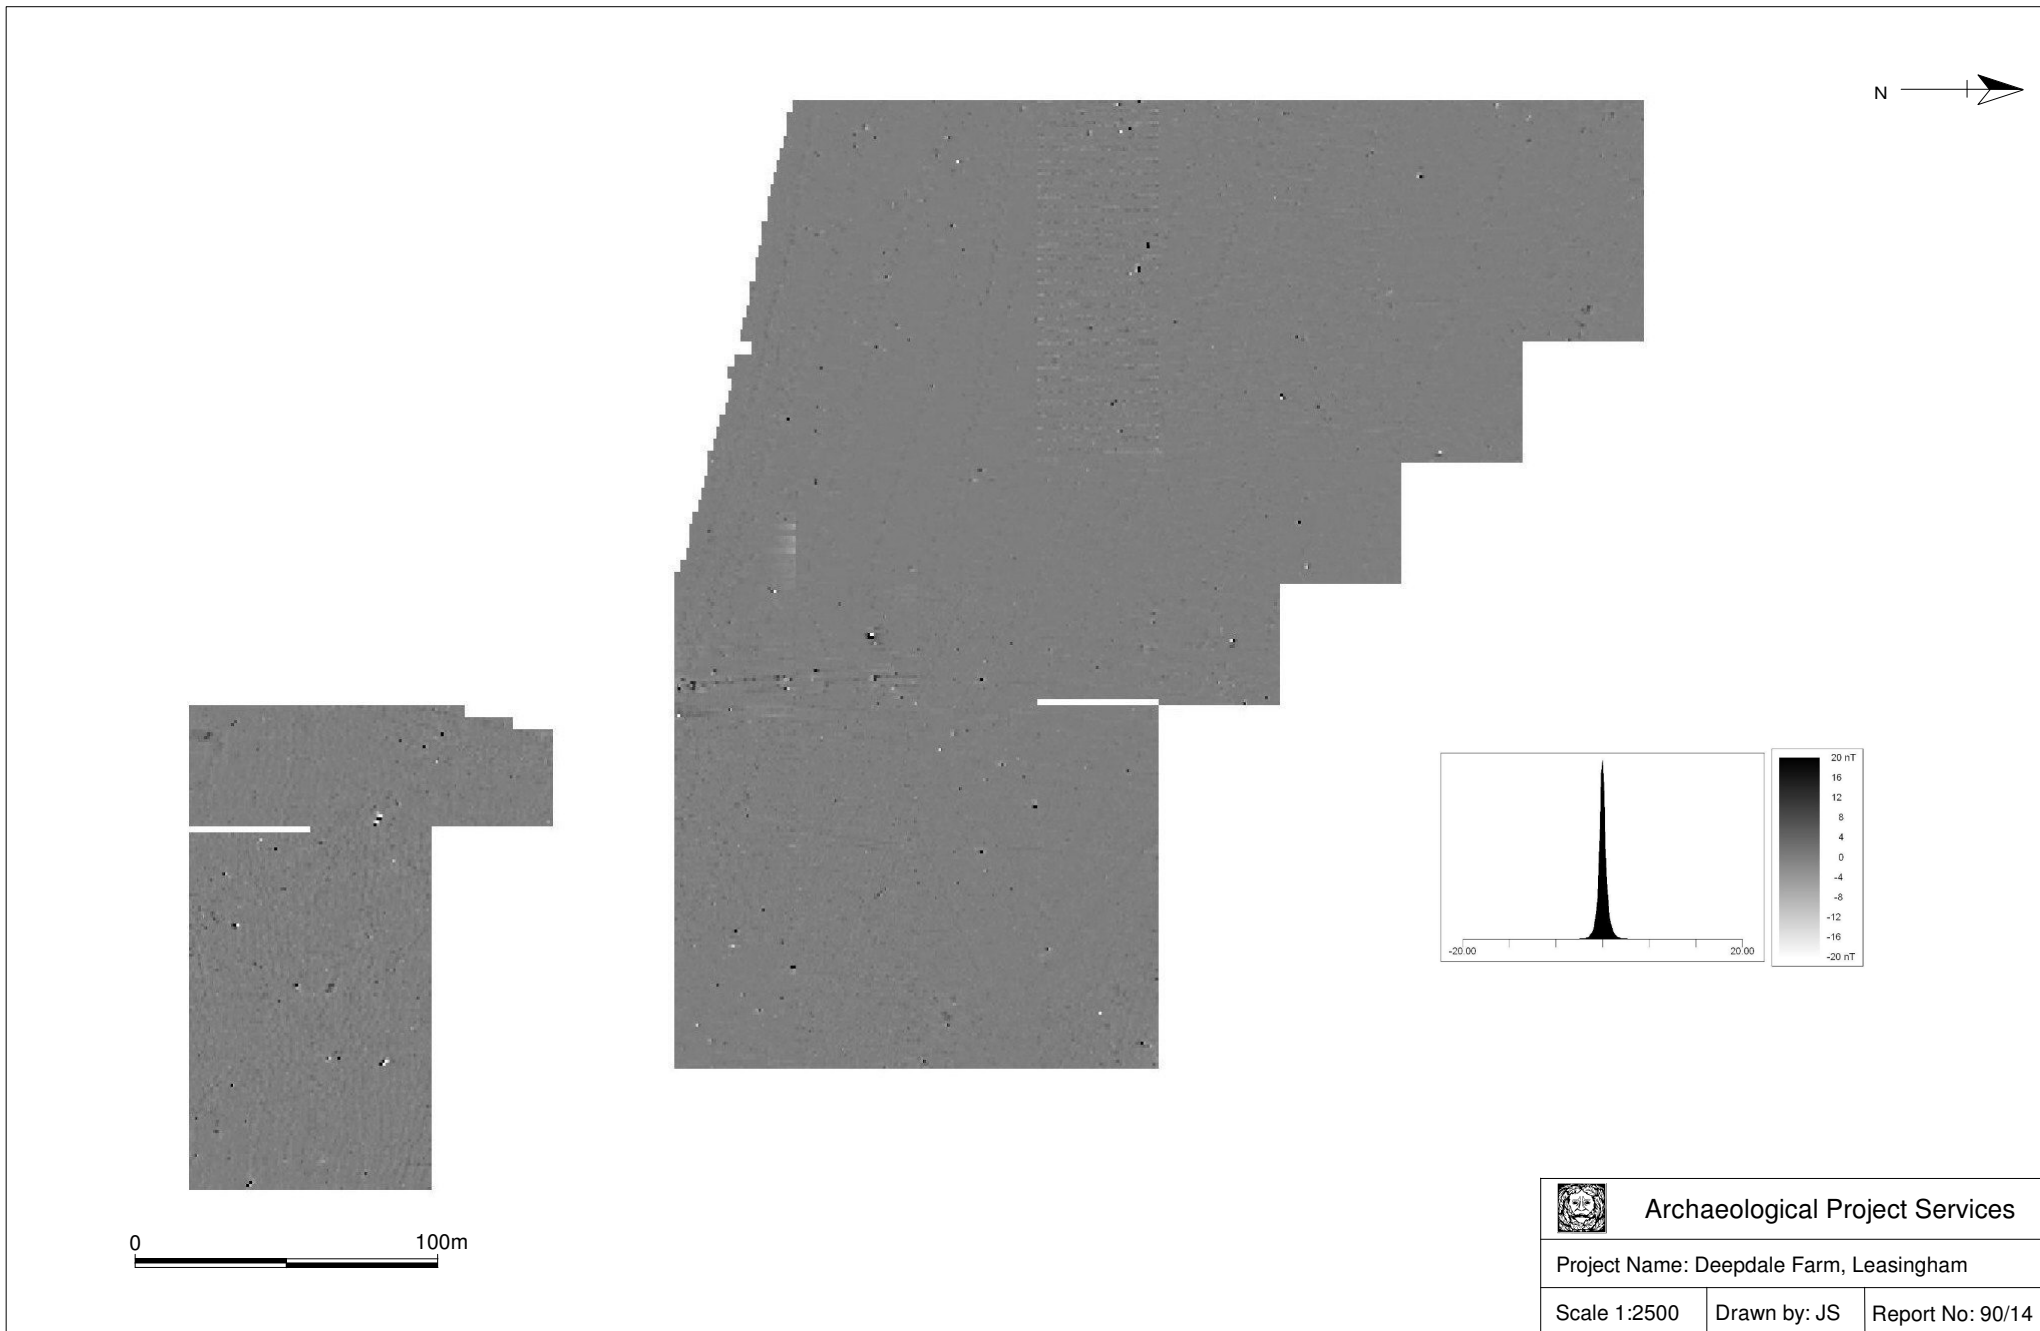 N
20 nT
16
12
8
4
0
-4
-8
-12
-16
-20 nT
-20.00 20.00
0 100m
Archaeological Project Services
Project Name: Deepdale Farm, Leasingham
Scale 1:2500 Drawn by: JS Report No: 90/14